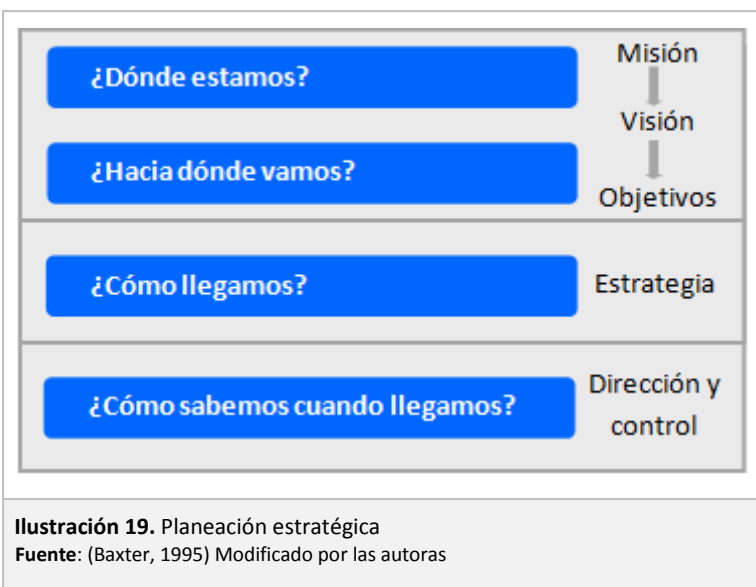 ¿Dónde estamos?
Misión
Visión
¿Hacia dónde vamos?
Objetivos
¿Cómo llegamos?
Estrategia
¿Cómo sabemos cuando llegamos?
Dirección y
control
Ilustración 19. Planeación estratégica
Fuente: (Baxter, 1995) Modificado por las autoras